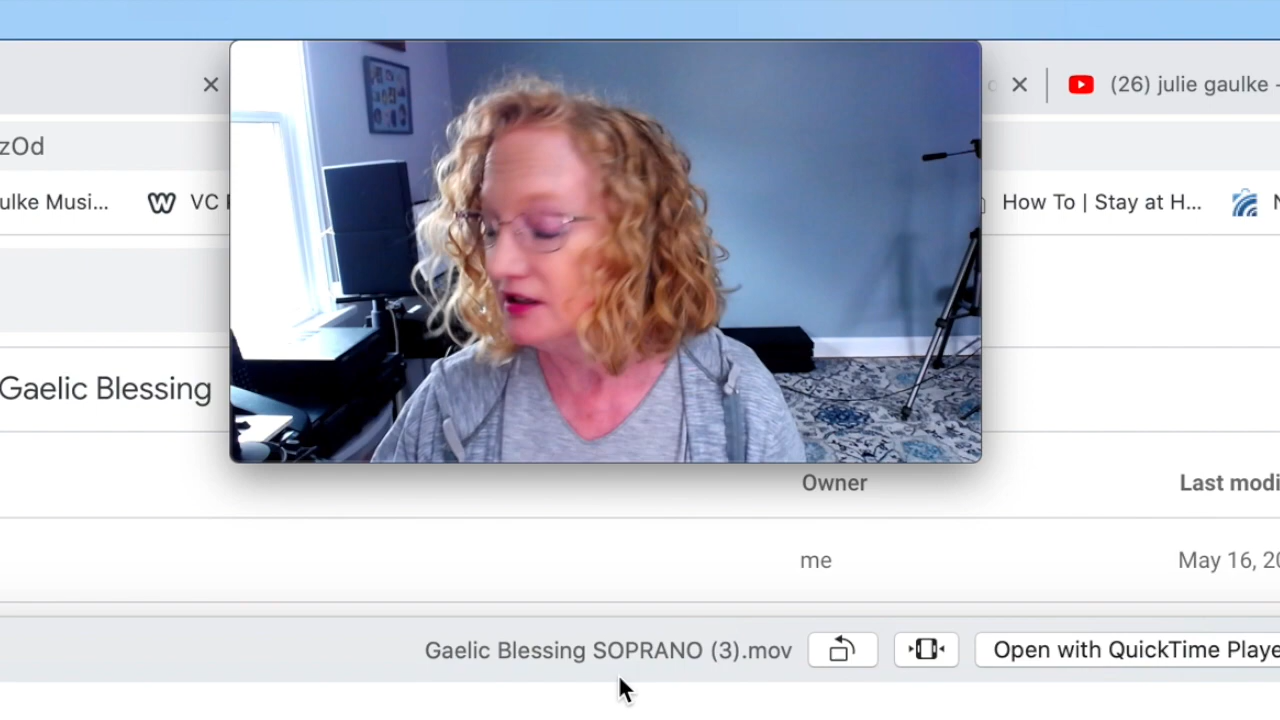 (26) julie gaulke -
zOd
ulke Musi... VC
How To | Stay at H...
Gaelic Blessing
Owner Last modi
me May 16, 20
Gaelic Blessing SOPRANO (3).mov Open with QuickTime Playe